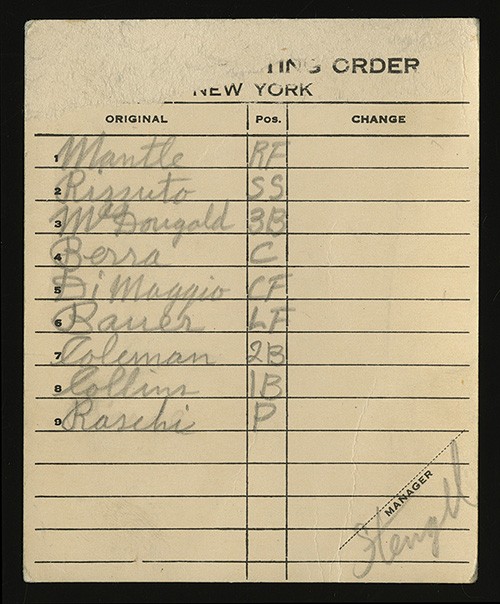 TING ORDER
NEW YORK
ORIGINAL Pos. CHANGE
1 Mantle RF
2 Rizzuto SS
3 McDougald 3B
4 Berra C
5 DiMaggio CF
6 Bauer LF
7 Coleman 2B
8 Collins 1B
9 Raschi P
MANAGER
Stengel